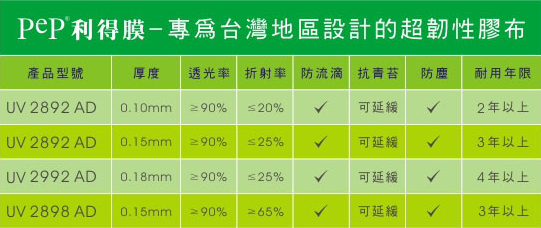 PeP® 利得膜-專為台灣地區設計的超韌性膠布
產品型號 厚度 透光率 折射率 防流滴 抗青苔 防塵 耐用年限
UV 2892 AD 0.10mm ≥90% ≤20% ✓ 可延緩 ✓ 2年以上
UV 2892 AD 0.15mm ≥90% ≤25% ✓ 可延緩 ✓ 3年以上
UV 2992 AD 0.18mm ≥90% ≤25% ✓ 可延緩 ✓ 4年以上
UV 2898 AD 0.15mm ≥90% ≥65% ✓ 可延緩 ✓ 3年以上